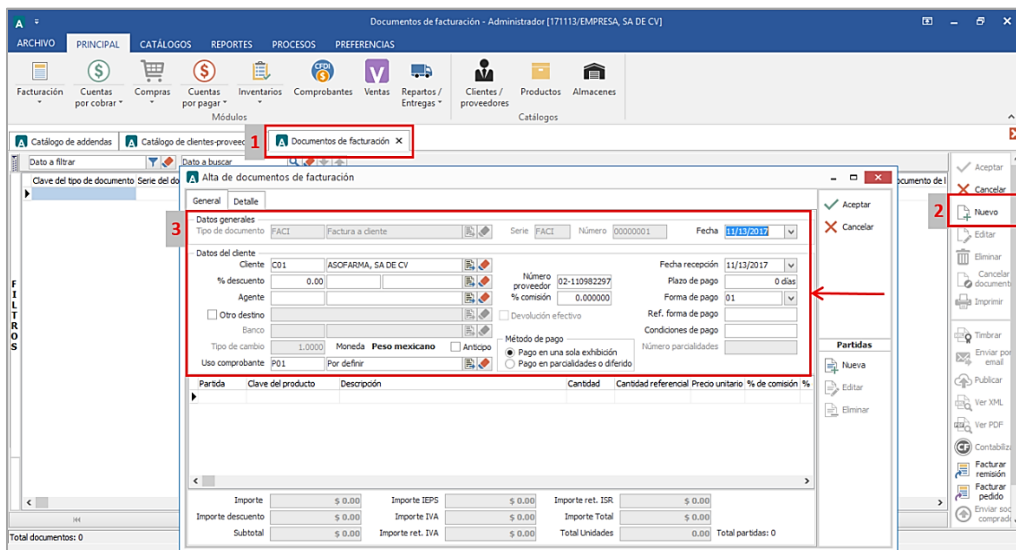 Documentos de facturación - Administrador [171113/EMPRESA, SA DE CV]
ARCHIVO PRINCIPAL CATÁLOGOS REPORTES PROCESOS PREFERENCIAS
Facturación Cuentas por cobrar Compras Cuentas por pagar Inventarios Comprobantes Ventas Repartos / Entregas Clientes / proveedores Productos Almacenes
Módulos Catálogos
Catálogo de addendas Catálogo de clientes-proveed 1 Documentos de facturación
Dato a filtrar Dato a buscar
Clave del tipo de documento Serie del do
ocumento de l
Aceptar
Cancelar
2 Nuevo
Editar
Eliminar
Cancelar document
Imprimir
Timbrar
Enviar por email
Publicar
Ver XML
Ver PDF
Contabiliz
Facturar remisión
Facturar pedido
Enviar soc comprad
FILTROS
Alta de documentos de facturación
General Detalle
Aceptar
Cancelar
3
Datos generales
Tipo de documento FACI Factura a cliente Serie FACI Número 00000001 Fecha 11/13/2017
Datos del cliente
Cliente C01 ASOFARMA, SA DE CV Número proveedor 02-110982297 Fecha recepción 11/13/2017
% descuento 0.00 Plazo de pago 0 días
Agente % comisión 0.000000 Forma de pago 01
Otro destino Devolución efectivo Ref. forma de pago
Banco Condiciones de pago
Tipo de cambio 1.0000 Moneda Peso mexicano Anticipo Número parcialidades
Método de pago
Pago en una sola exhibición
Pago en parcialidades o diferido
Uso comprobante P01 Por definir
Partidas
Nueva
Editar
Eliminar
Partida Clave del producto Descripción Cantidad Cantidad referencial Precio unitario % de comisión %
Importe $ 0.00 Importe IEPS $ 0.00 Importe ret. ISR $ 0.00
Importe descuento $ 0.00 Importe IVA $ 0.00 Importe Total $ 0.00
Subtotal $ 0.00 Importe ret. IVA $ 0.00 Total Unidades 0.00 Total partidas: 0
Total documentos: 0